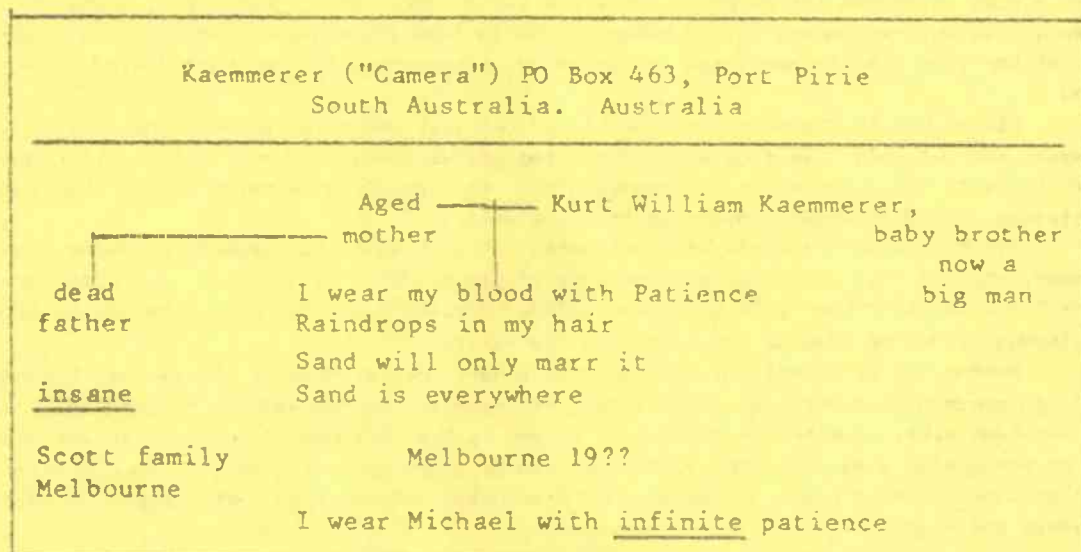 Kaemmerer ("Camera") PO Box 463, Port Pirie
South Australia. Australia
Aged Kurt William Kaemmerer,
mother baby brother
now a
dead I wear my blood with Patience big man
father Raindrops in my hair
Sand will only marr it
insane Sand is everywhere
Scott family Melbourne 19??
Melbourne
I wear Michael with infinite patience